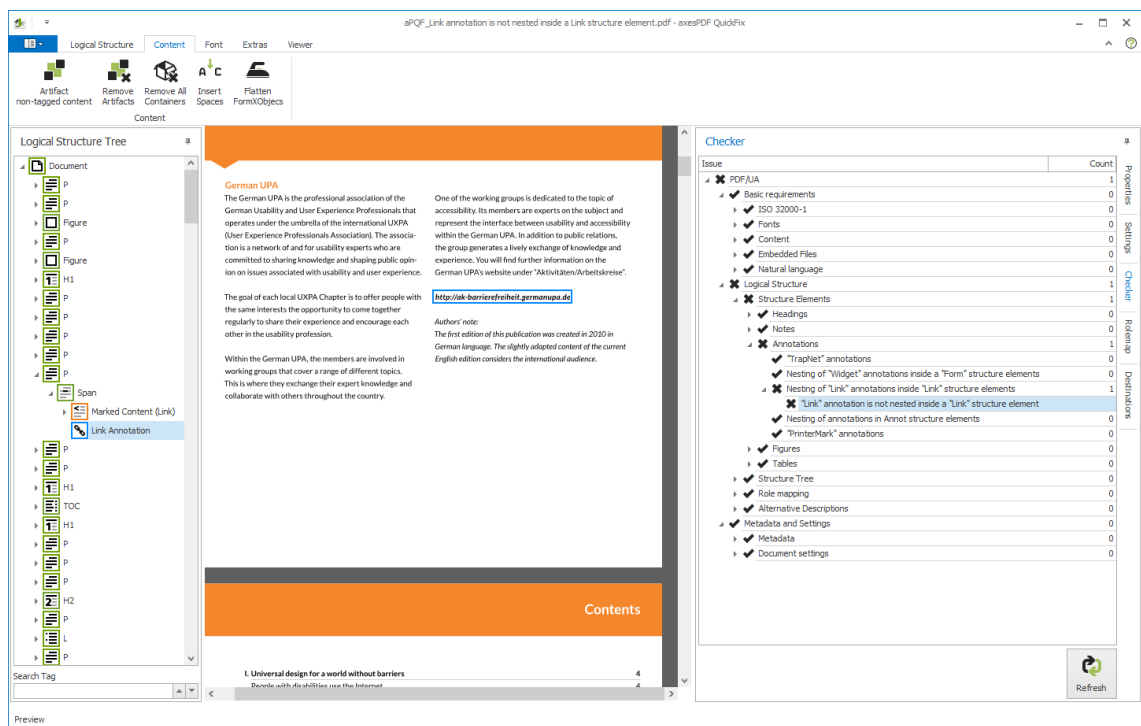 aPQF_Link annotation is not nested inside a Link structure element.pdf - axesPDF QuickFix
Logical Structure Content Font Extras Viewer
Artifact
non-tagged content
Remove
Artifacts
Remove All
Containers
Insert
Spaces
Flatten
FormXObjecs
Content
Logical Structure Tree
Document
P
P
Figure
P
Figure
H1
P
P
P
P
P
Span
Marked Content (Link)
Link Annotation
P
P
H1
TOC
H1
P
P
P
H2
P
L
P
Search Tag
Preview
German UPA
The German UPA is the professional association of the
German Usability and User Experience Professionals that
operates under the umbrella of the international UXPA
(User Experience Professionals Association). The associa-
tion is a network of and for usability experts who are
committed to sharing knowledge and shaping public opin-
ion on issues associated with usability and user experience.
The goal of each local UXPA Chapter is to offer people with
the same interests the opportunity to come together
regularly to share their experience and encourage each
other in the usability profession.
Within the German UPA, the members are involved in
working groups that cover a range of different topics.
This is where they exchange their expert knowledge and
collaborate with others throughout the country.
One of the working groups is dedicated to the topic of
accessibility. Its members are experts on the subject and
represent the interface between usability and accessibility
within the German UPA. In addition to public relations,
the group generates a lively exchange of knowledge and
experience. You will find further information on the
German UPA's website under "Aktivitäten/Arbeitskreise".
http://ak-barrierefreiheit.germanupa.de
Authors' note:
The first edition of this publication was created in 2010 in
German language. The slightly adapted content of the current
English edition considers the international audience.
Contents
I. Universal design for a world without barriers 4
People with disabilities use the Internet 4
Checker
Issue Count
PDF/UA 1
Basic requirements 0
ISO 32000-1 0
Fonts 0
Content 0
Embedded Files 0
Natural language 0
Logical Structure 1
Structure Elements 1
Headings 0
Notes 0
Annotations 1
"TrapNet" annotations 0
Nesting of "Widget" annotations inside a "Form" structure elements 0
Nesting of "Link" annotations inside "Link" structure elements 1
"Link" annotation is not nested inside a "Link" structure element
Nesting of annotations in Annot structure elements 0
"PrinterMark" annotations 0
Figures 0
Tables 0
Structure Tree 0
Role mapping 0
Alternative Descriptions 0
Metadata and Settings 0
Metadata 0
Document settings 0
Refresh
Properties
Settings
Checker
Rolemap
Destinations